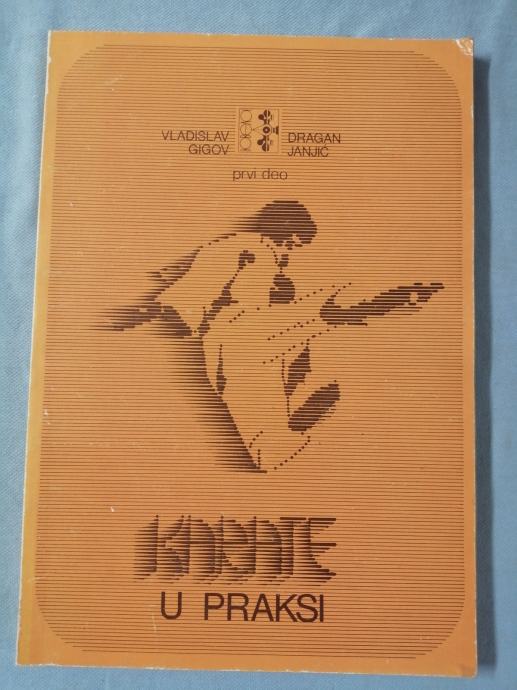 VLADISLAV
GIGOV
DRAGAN
JANJIĆ
prvi deo
KARATE
U PRAKSI